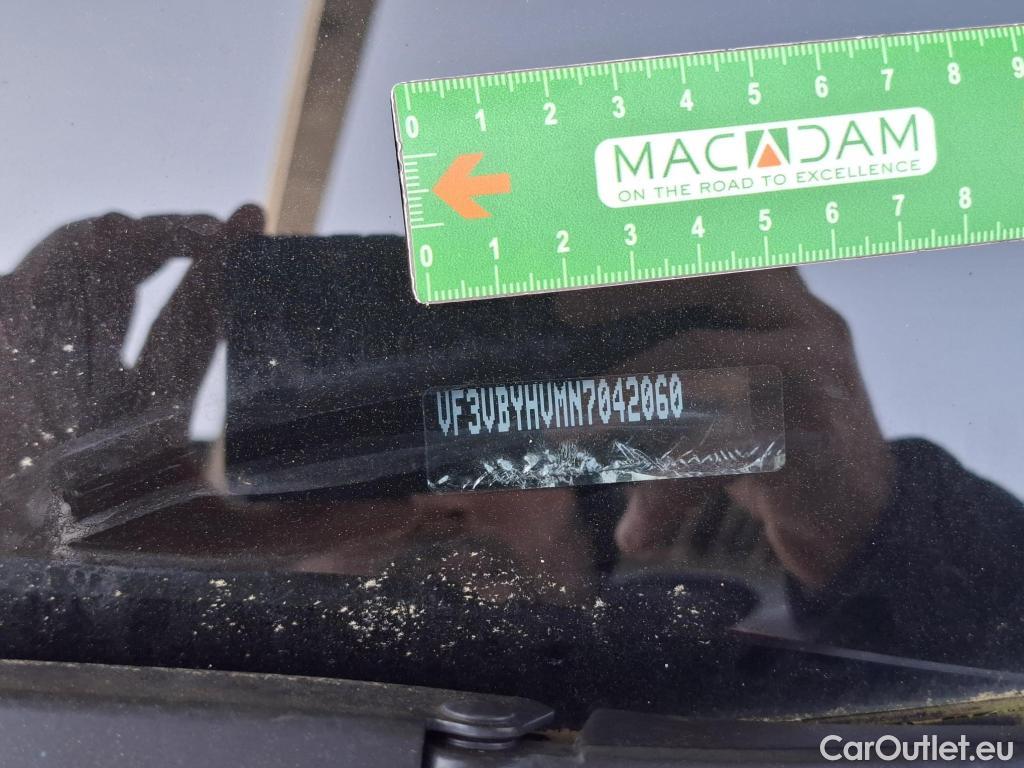 0 1 2 3 4 5 6 7 8 9
MACADAM
ON THE ROAD TO EXCELLENCE
0 1 2 3 4 5 6 7 8
VF3VBYHVMN7042060
CarOutlet.eu